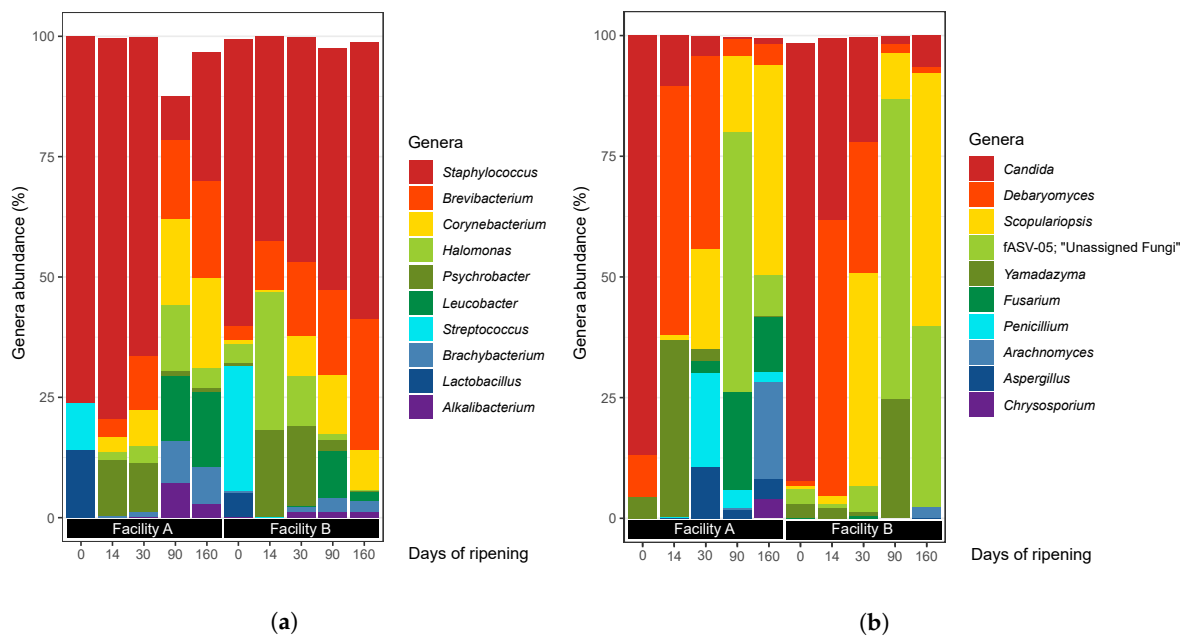 Genera abundance (%)
100
75
50
25
0
Facility A
Facility B
0 14 30 90 160 0 14 30 90 160
Days of ripening
Genera
Staphylococcus
Brevibacterium
Corynebacterium
Halomonas
Psychrobacter
Leucobacter
Streptococcus
Brachybacterium
Lactobacillus
Alkalibacterium
(a)
Genera abundance (%)
100
75
50
25
0
Facility A
Facility B
0 14 30 90 160 0 14 30 90 160
Days of ripening
Genera
Candida
Debaryomyces
Scopulariopsis
fASV-05; "Unassigned Fungi"
Yamadazyma
Fusarium
Penicillium
Arachnomyces
Aspergillus
Chrysosporium
(b)